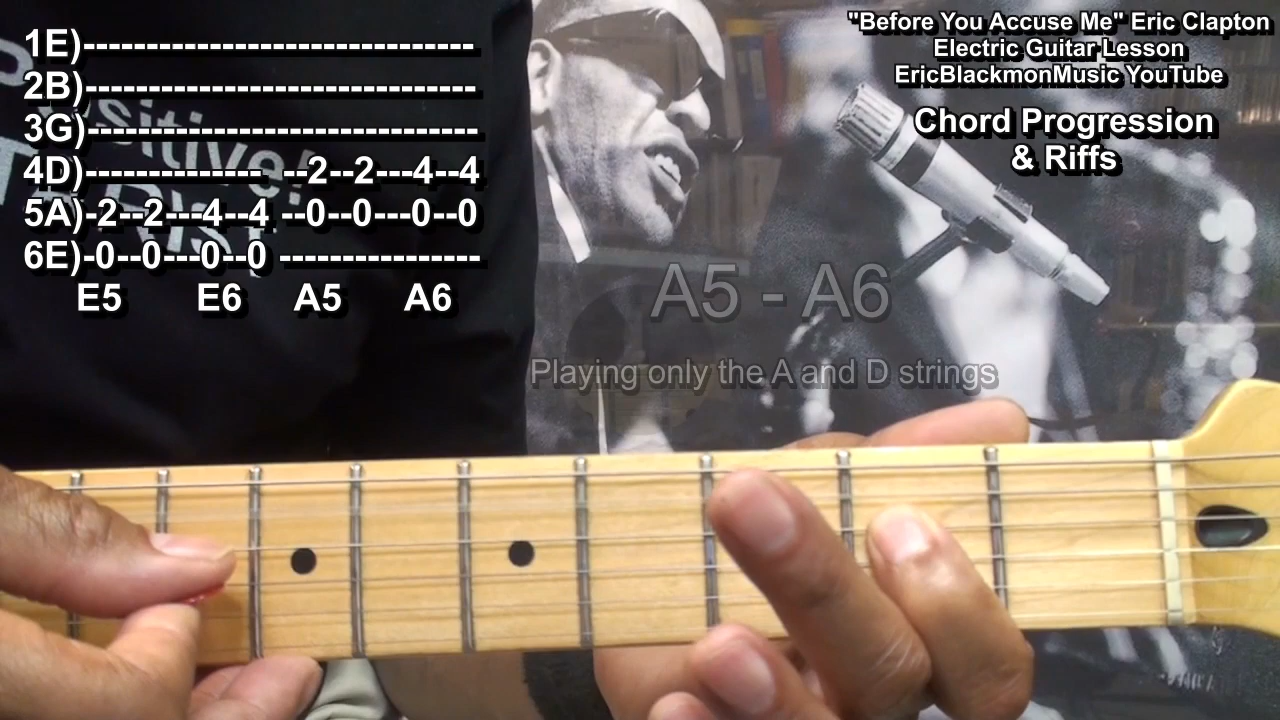 1E)-------------------------------
2B)-------------------------------
3G)-------------------------------
4D)-------------- --2--2---4--4
5A)-2--2---4--4 --0--0---0--0
6E)-0--0---0--0 ----------------
E5 E6 A5 A6
sitive!
"Before You Accuse Me" Eric Clapton
Electric Guitar Lesson
EricBlackmonMusic YouTube
Chord Progression
& Riffs
A5 - A6
Playing only the A and D strings